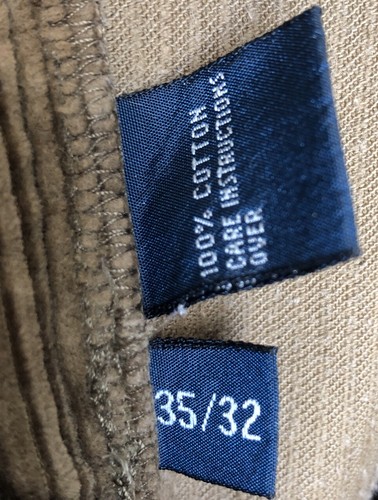 100% COTTON
CARE INSTRUCTIONS
OVER
35/32